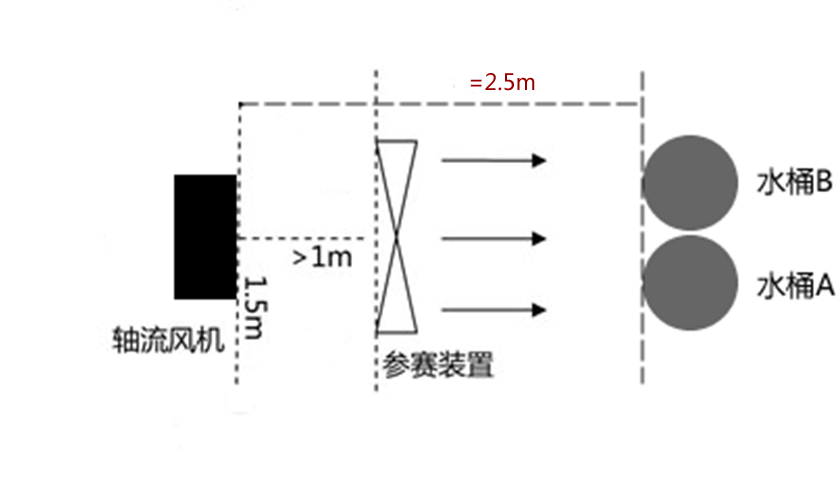 =2.5m
水桶B
>1m
1.5m
水桶A
轴流风机
参赛装置